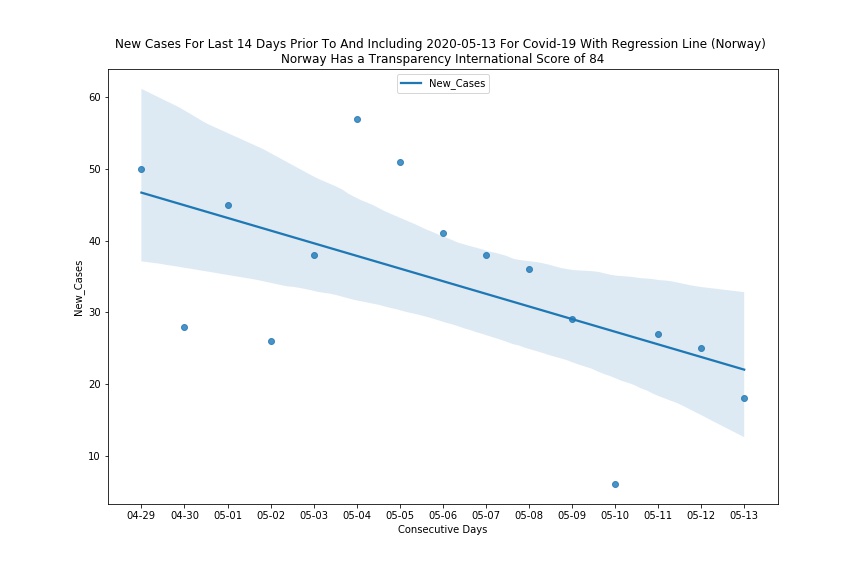 New Cases For Last 14 Days Prior To And Including 2020-05-13 For Covid-19 With Regression Line (Norway)
Norway Has a Transparency International Score of 84
New_Cases
60
50
40
30
20
10
New_Cases
04-29 04-30 05-01 05-02 05-03 05-04 05-05 05-06 05-07 05-08 05-09 05-10 05-11 05-12 05-13
Consecutive Days